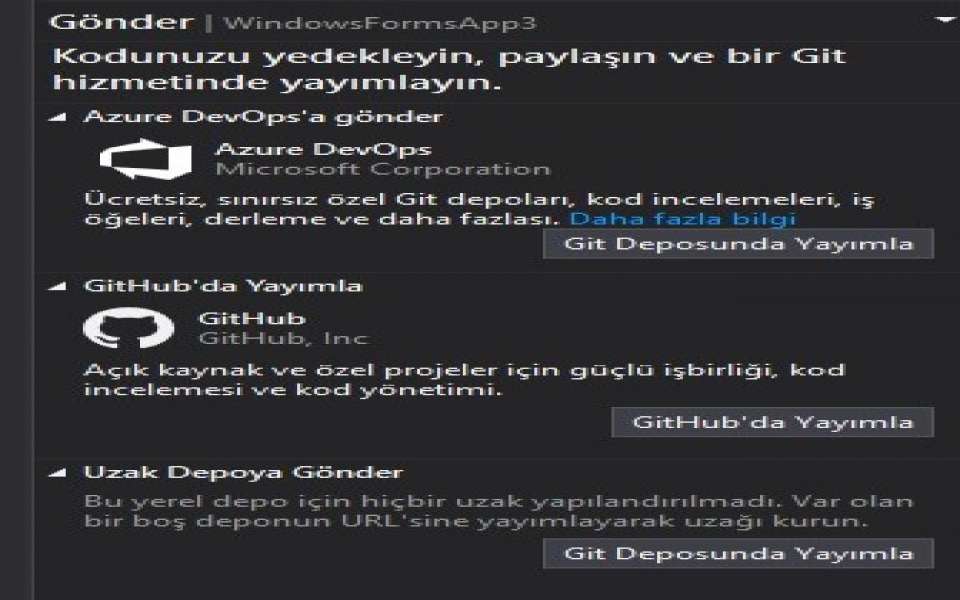 Gönder | WindowsFormsApp3
Kodunuzu yedekleyin, paylaşın ve bir Git
hizmetinde yayımlayın.
Azure DevOps'a gönder
Azure DevOps
Microsoft Corporation
Ücretsiz, sınırsız özel Git depoları, kod incelemeleri, iş
öğeleri, derleme ve daha fazlası. Daha fazla bilgi
Git Deposunda Yayımla
GitHub'da Yayımla
GitHub
GitHub, Inc
Açık kaynak ve özel projeler için güçlü işbirliği, kod
incelemesi ve kod yönetimi.
GitHub'da Yayımla
Uzak Depoya Gönder
Bu yerel depo için hiçbir uzak yapılandırılmadı. Var olan
bir boş deponun URL'sine yayımlayarak uzağı kurun.
Git Deposunda Yayımla